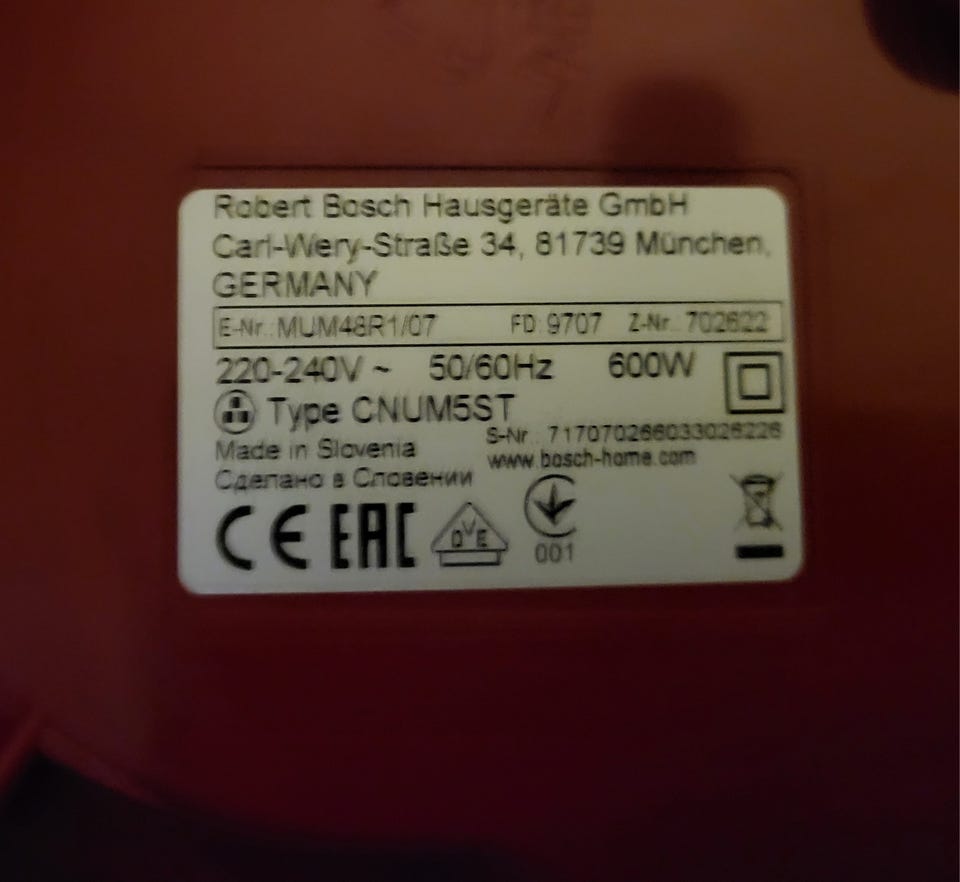 Robert Bosch Hausgeräte GmbH
Carl-Wery-Straße 34, 81739 München,
GERMANY
E-Nr.: MUM48R1/07 FD 9707 Z-Nr.: 702622
220-240V ~ 50/60Hz 600W
Type CNUM5ST
S-Nr.: 717070266033026226
Made in Slovenia
www.bosch-home.com
Сделано в Словении
CE EAC DVE
001